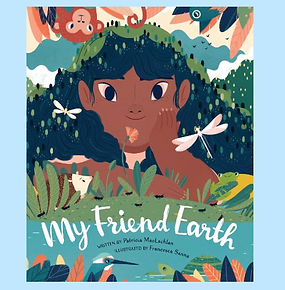 My Friend Earth
WRITTEN BY Patricia MacLachlan
ILLUSTRATED BY Francesca Sanna